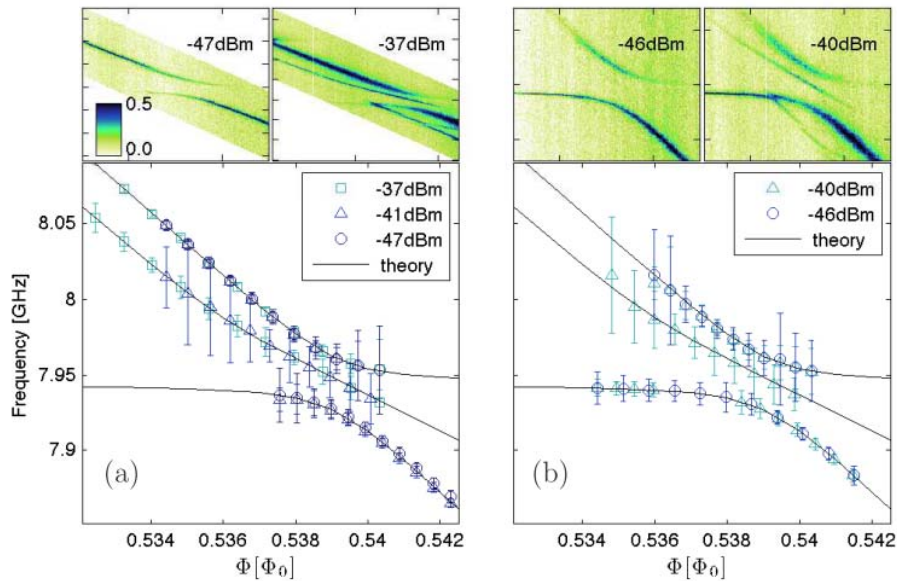 -47dBm
-37dBm
0.5
0.0
-46dBm
-40dBm
-37dBm
-41dBm
-47dBm
theory
-40dBm
-46dBm
theory
Frequency [GHz]
8.05
8
7.95
7.9
(a)
(b)
0.534 0.536 0.538 0.54 0.542
0.534 0.536 0.538 0.54 0.542
Φ[Φ₀]
Φ[Φ₀]